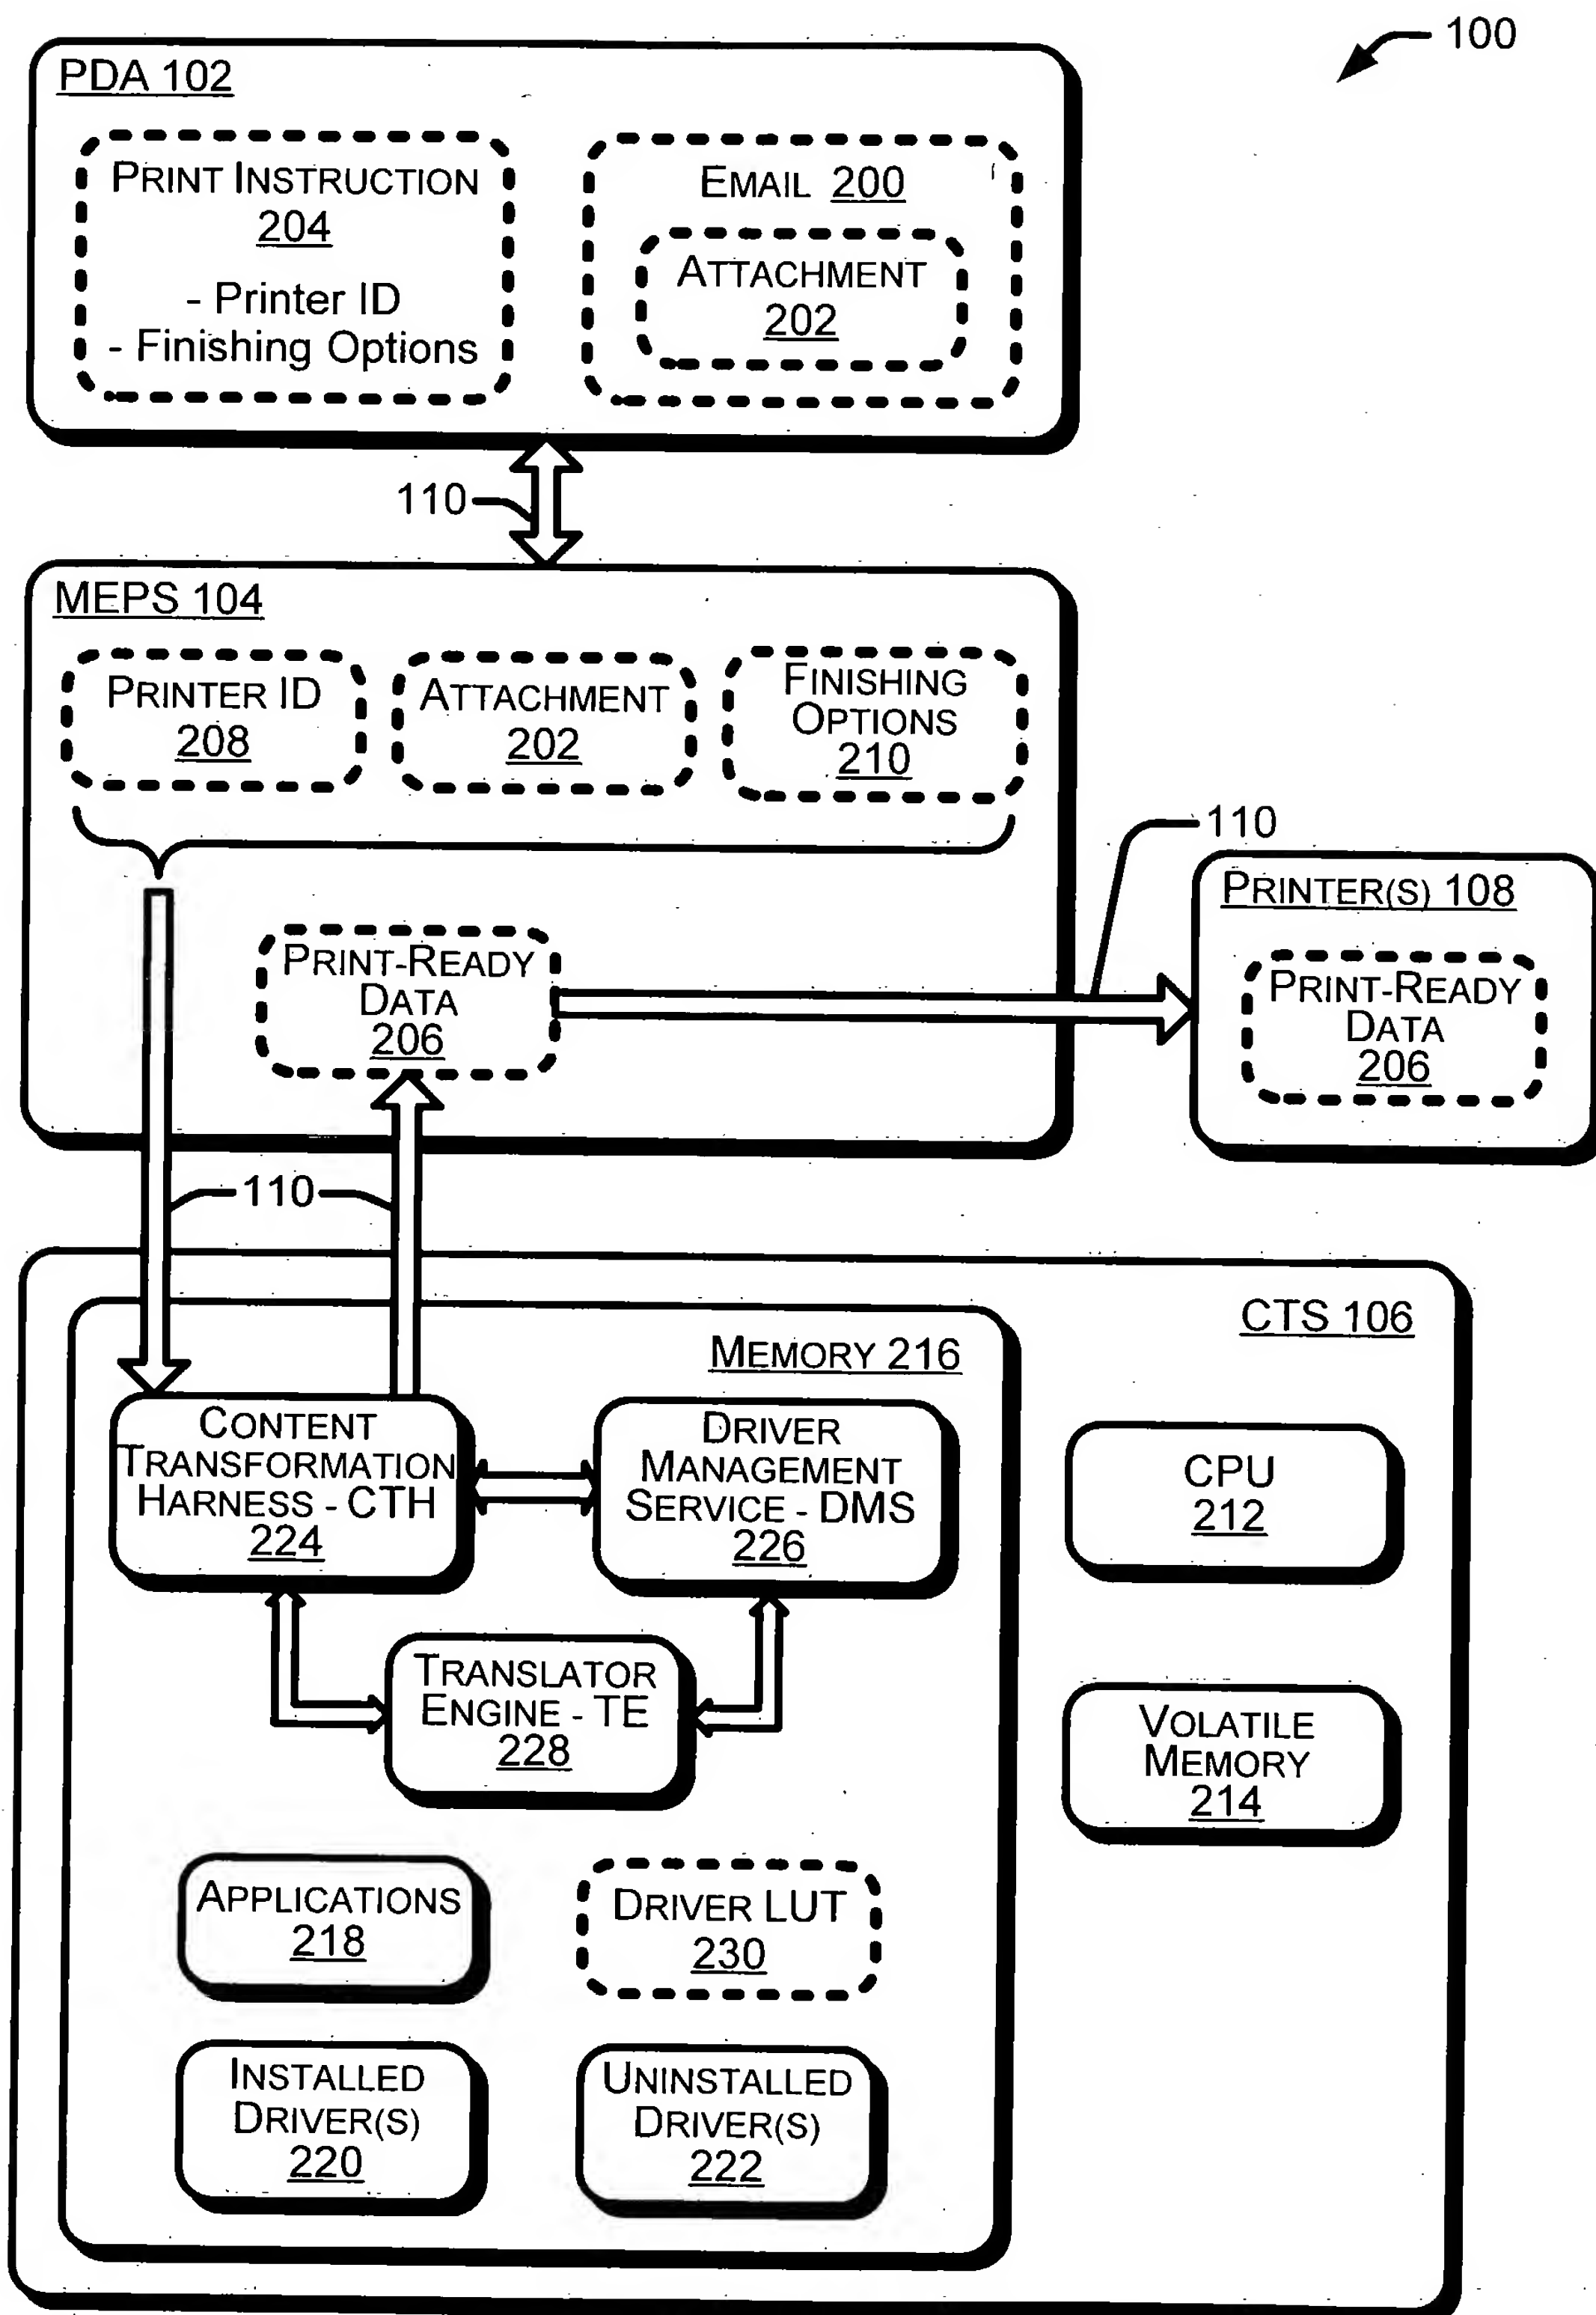 100
PDA 102
PRINT INSTRUCTION
204
- Printer ID
- Finishing Options
EMAIL 200
ATTACHMENT
202
110
MEPS 104
PRINTER ID
208
ATTACHMENT
202
FINISHING
OPTIONS
210
110
PRINTER(S) 108
PRINT-READY
DATA
206
PRINT-READY
DATA
206
110
CTS 106
MEMORY 216
CONTENT
TRANSFORMATION
HARNESS - CTH
224
DRIVER
MANAGEMENT
SERVICE - DMS
226
CPU
212
TRANSLATOR
ENGINE - TE
228
VOLATILE
MEMORY
214
APPLICATIONS
218
DRIVER LUT
230
INSTALLED
DRIVER(S)
220
UNINSTALLED
DRIVER(S)
222